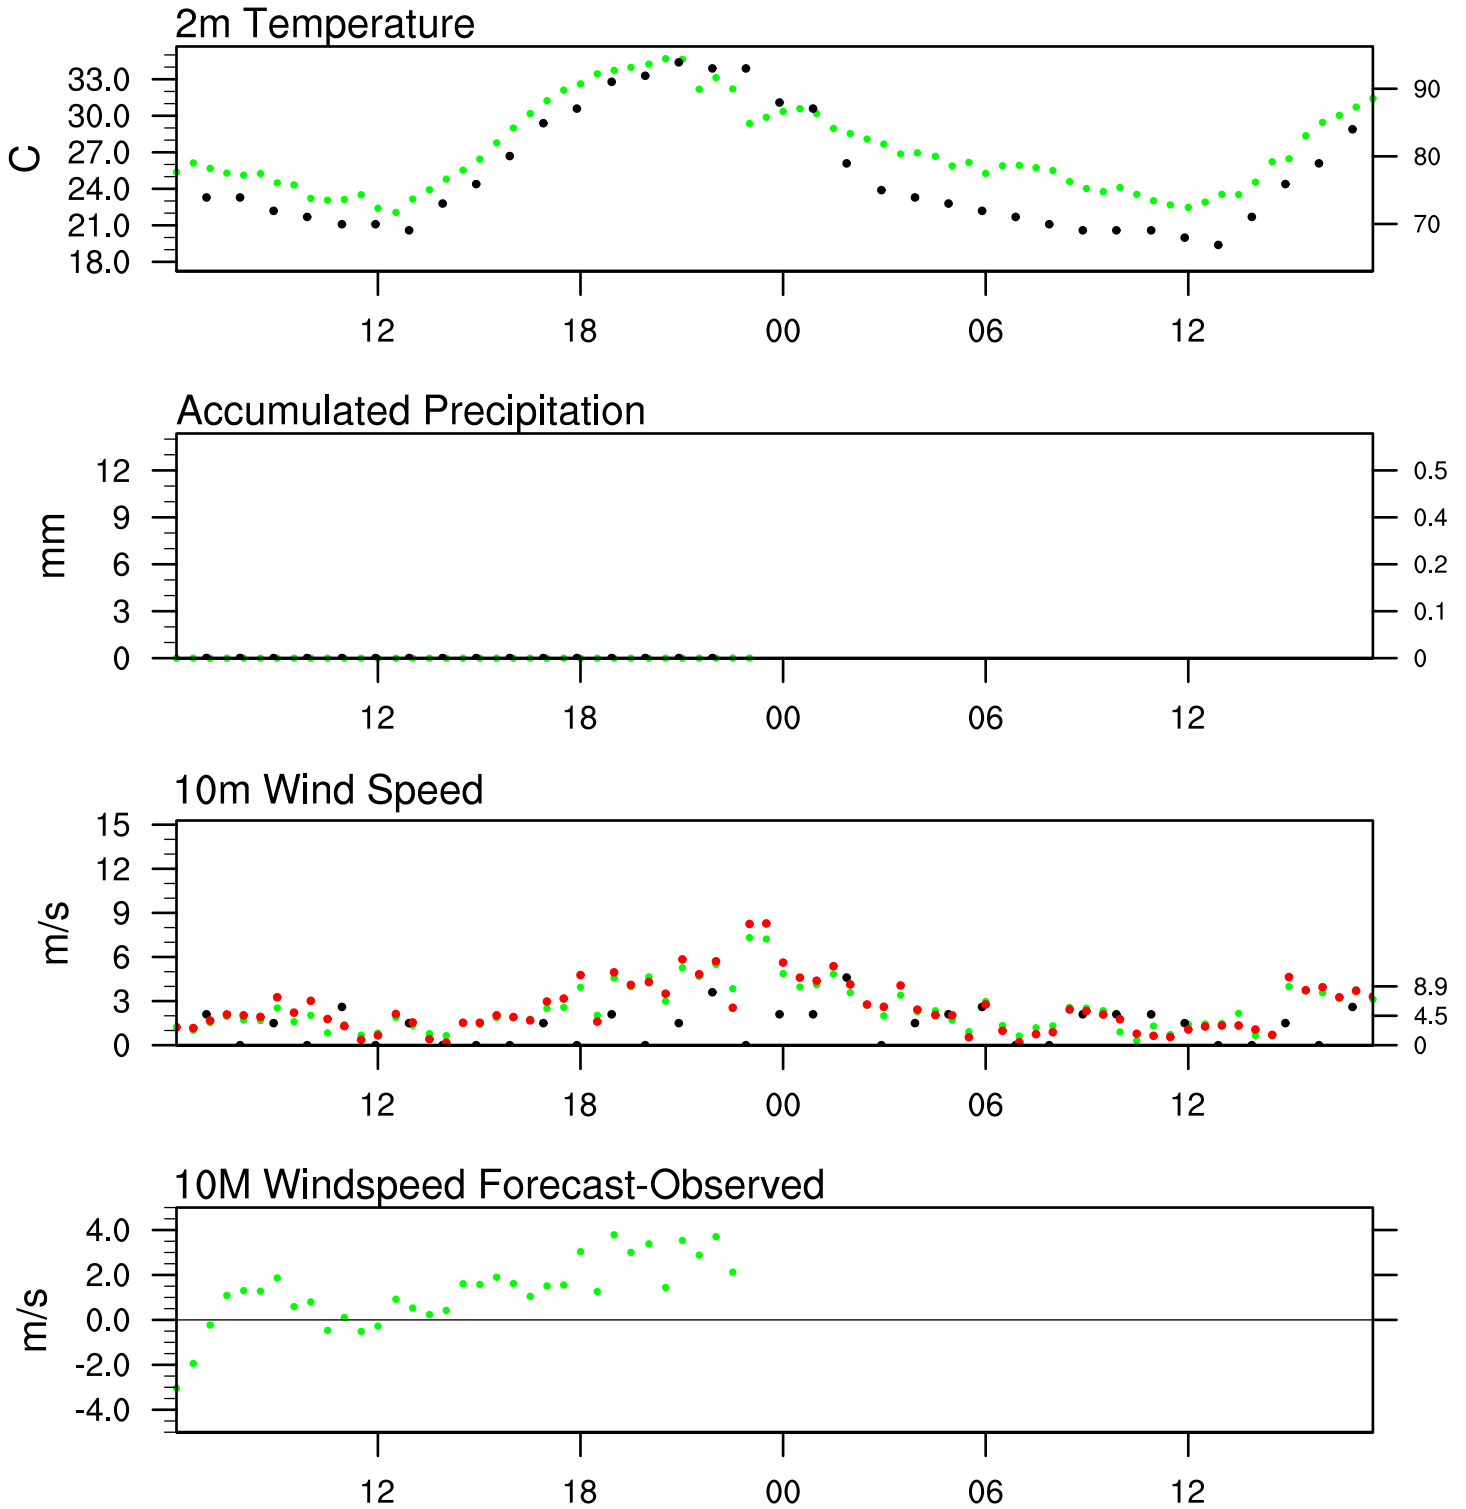 2m Temperature
33.0
30.0
27.0
24.0
21.0
18.0
C
90
80
70
12 18 00 06 12
Accumulated Precipitation
12
9
6
3
0
mm
0.5
0.4
0.2
0.1
0
12 18 00 06 12
10m Wind Speed
15
12
9
6
3
0
m/s
8.9
4.5
0
12 18 00 06 12
10M Windspeed Forecast-Observed
4.0
2.0
0.0
-2.0
-4.0
m/s
12 18 00 06 12